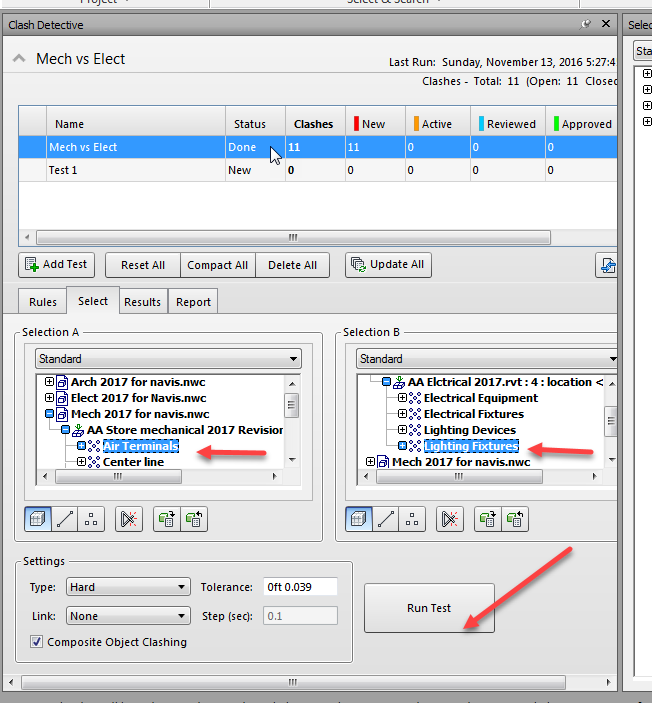 Project
Select & Search
Clash Detective
Selec
Mech vs Elect
Last Run: Sunday, November 13, 2016 5:27:4
Sta
Clashes - Total: 11 (Open: 11 Closed
Name Status Clashes New Active Reviewed Approved
Mech vs Elect Done 11 11 0 0 0
Test 1 New 0 0 0 0 0
Add Test Reset All Compact All Delete All Update All
Rules Select Results Report
Selection A
Selection B
Standard
Standard
Arch 2017 for navis.nwc
Elect 2017 for Navis.nwc
Mech 2017 for navis.nwc
AA Store mechanical 2017 Revision
Air Terminals
Center line
AA Elctrical 2017.rvt : 4 : location <
Electrical Equipment
Electrical Fixtures
Lighting Devices
Lighting Fixtures
Mech 2017 for navis.nwc
Settings
Type: Hard Tolerance: 0ft 0.039
Link: None Step (sec): 0.1
Composite Object Clashing
Run Test